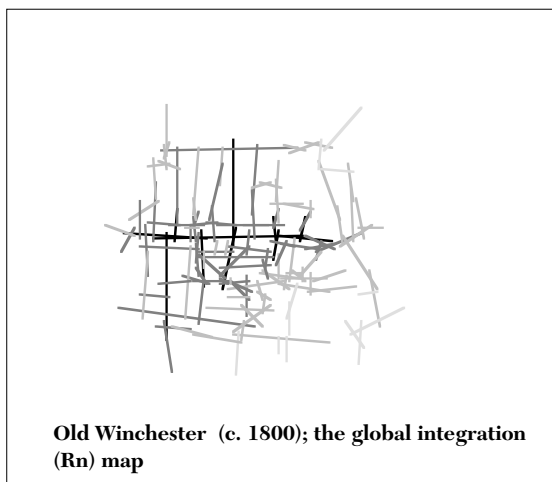 Old Winchester (c. 1800); the global integration
(Rn) map